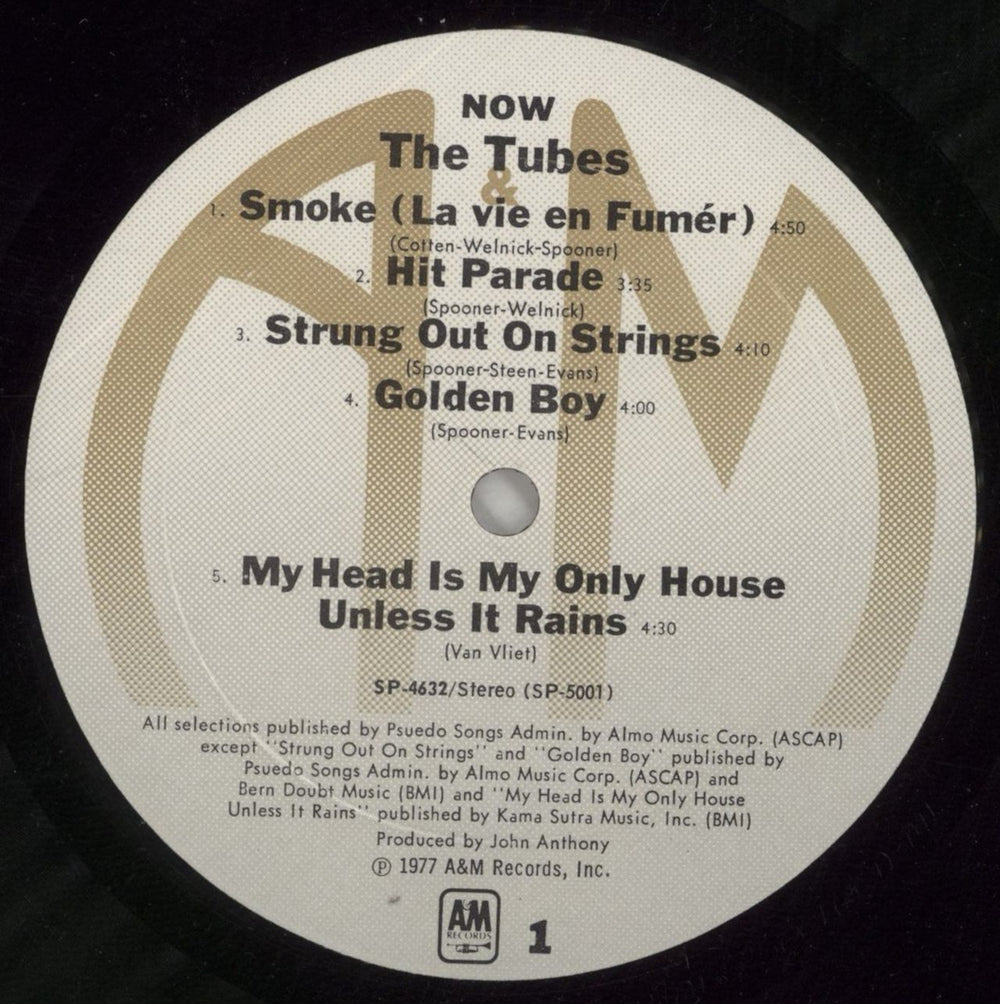 NOW
The Tubes
&
1. Smoke (La vie en Fumér) 4:50
(Cotten-Welnick-Spooner)
2. Hit Parade 3:35
(Spooner-Welnick)
3. Strung Out On Strings 4:10
(Spooner-Steen-Evans)
4. Golden Boy 4:00
(Spooner-Evans)
5. My Head Is My Only House
Unless It Rains 4:30
(Van Vliet)
SP-4632/Stereo (SP-5001)
All selections published by Psuedo Songs Admin. by Almo Music Corp. (ASCAP)
except "Strung Out On Strings" and "Golden Boy" published by
Psuedo Songs Admin. by Almo Music Corp. (ASCAP) and
Bern Doubt Music (BMI) and "My Head Is My Only House
Unless It Rains" published by Kama Sutra Music, Inc. (BMI)
Produced by John Anthony
℗ 1977 A&M Records, Inc.
AM
RECORDS
1